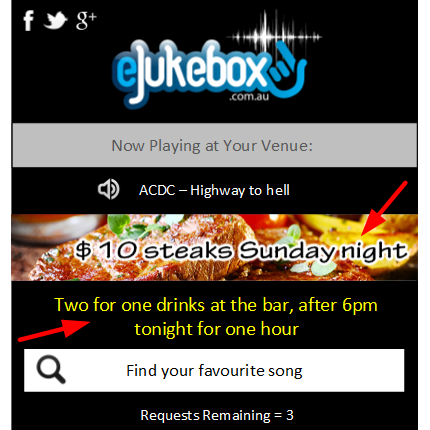 f g+
eJukebox
.com.au
Now Playing at Your Venue:
ACDC – Highway to hell
$ 10 steaks Sunday night
Two for one drinks at the bar, after 6pm
tonight for one hour
Find your favourite song
Requests Remaining = 3